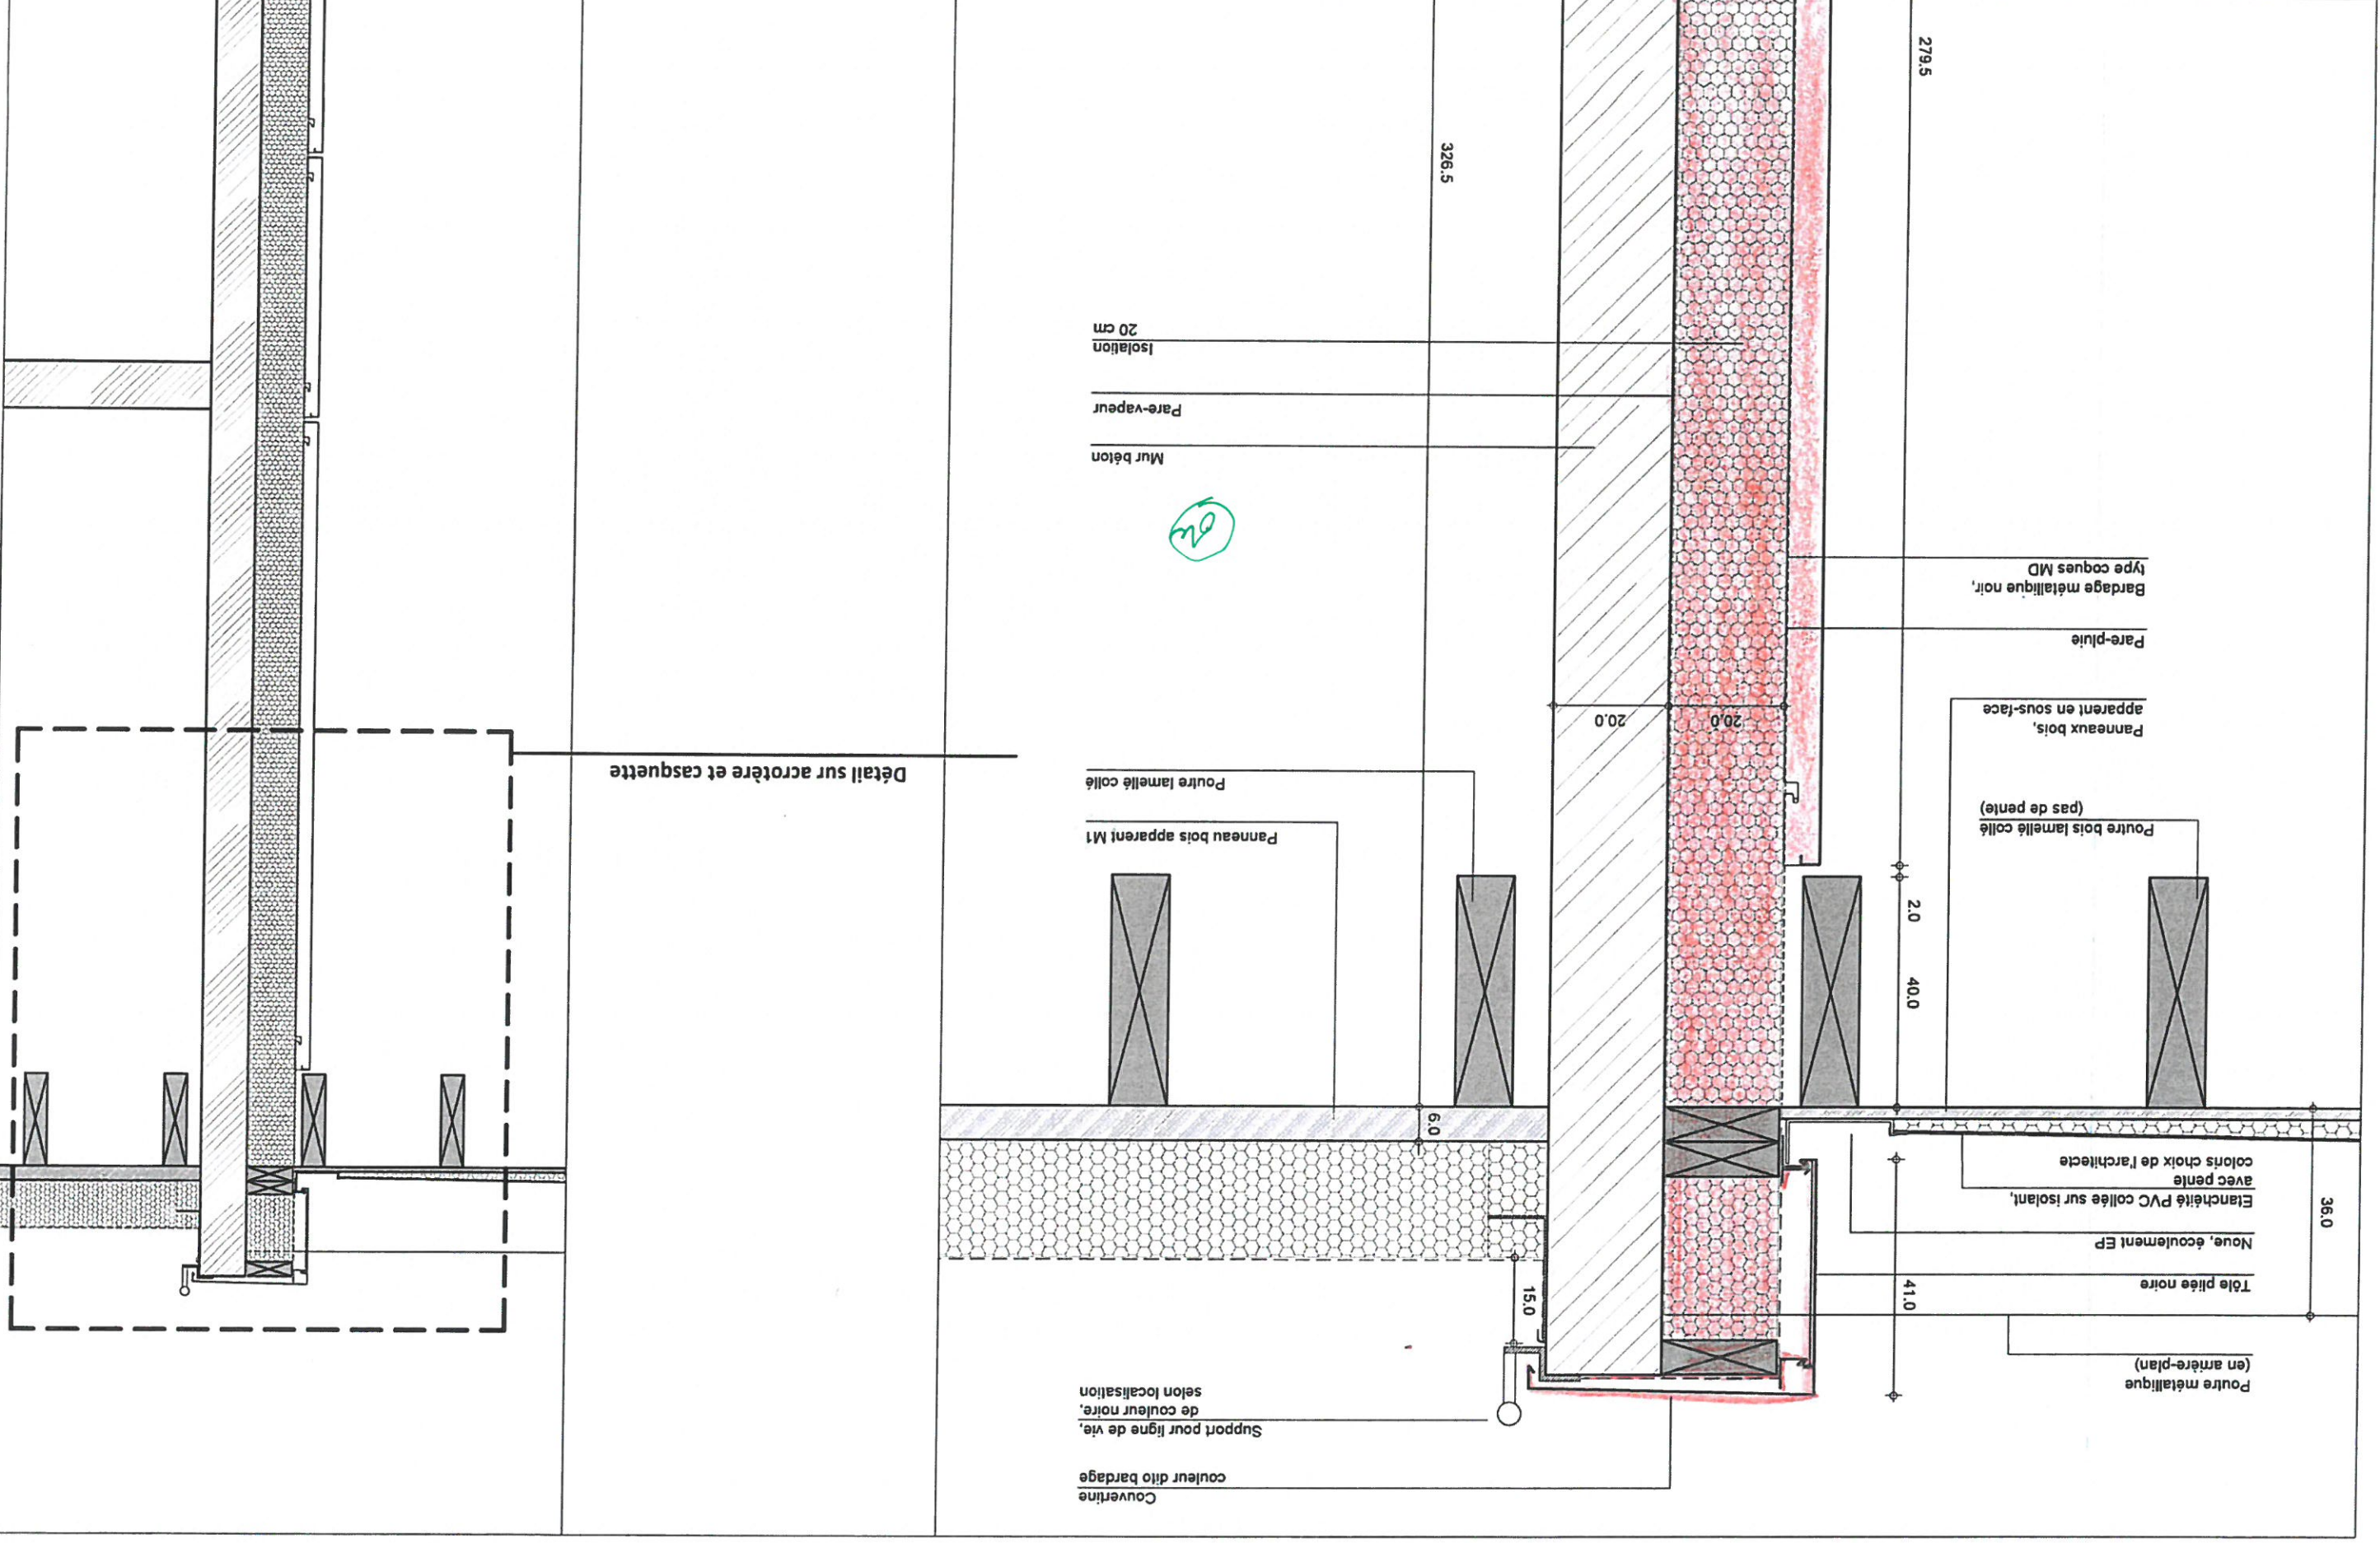 Couvertine
couleur dito bardage
Support pour ligne de vie,
de couleur noire,
selon localisation
Poutre métallique
(en arrière-plan)
Tôle pliée noire
Noue, écoulement EP
Etanchéité PVC collée sur isolant,
avec pente
coloris choix de l'architecte
15.0
41.0
36.0
6.0
40.0
2.0
Panneau bois apparent M1
Poutre lamellé collé
Poutre bois lamellé collé
(pas de pente)
Détail sur acrotère et casquette
Panneaux bois,
apparent en sous-face
20.0
20.0
Pare-pluie
Bardage métallique noir,
type coques MD
Mur béton
Pare-vapeur
Isolation
20 cm
326.5
279.5